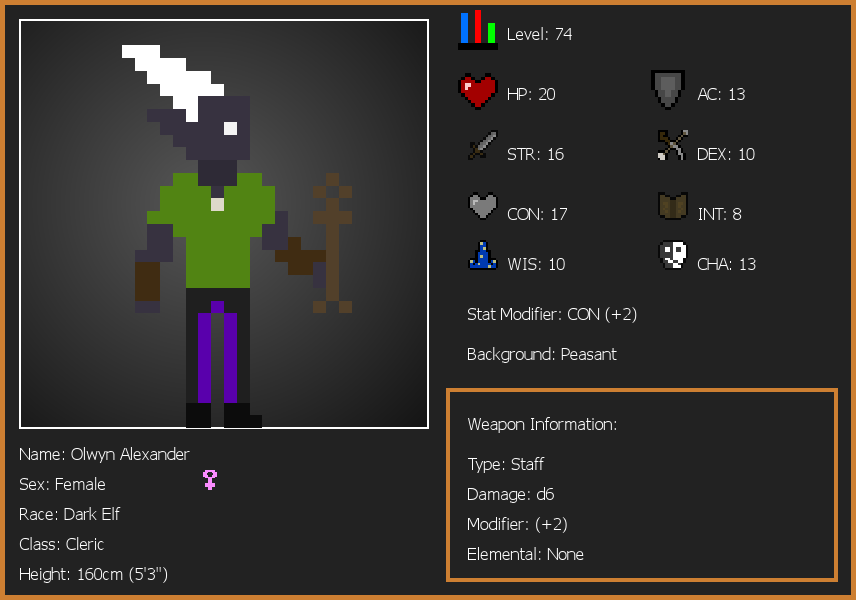 Level: 74
HP: 20
AC: 13
STR: 16
DEX: 10
CON: 17
INT: 8
WIS: 10
CHA: 13
Stat Modifier: CON (+2)
Background: Peasant
Weapon Information:
Type: Staff
Damage: d6
Modifier: (+2)
Elemental: None
Name: Olwyn Alexander
Sex: Female
Race: Dark Elf
Class: Cleric
Height: 160cm (5'3")